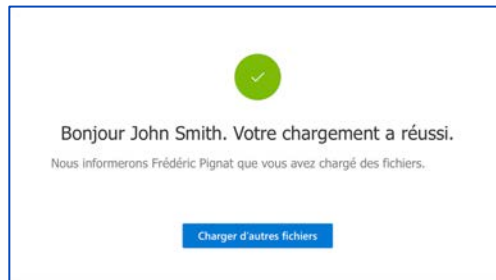 Bonjour John Smith. Votre chargement a réussi.
Nous informerons Frédéric Pignat que vous avez chargé des fichiers.
Charger d'autres fichiers